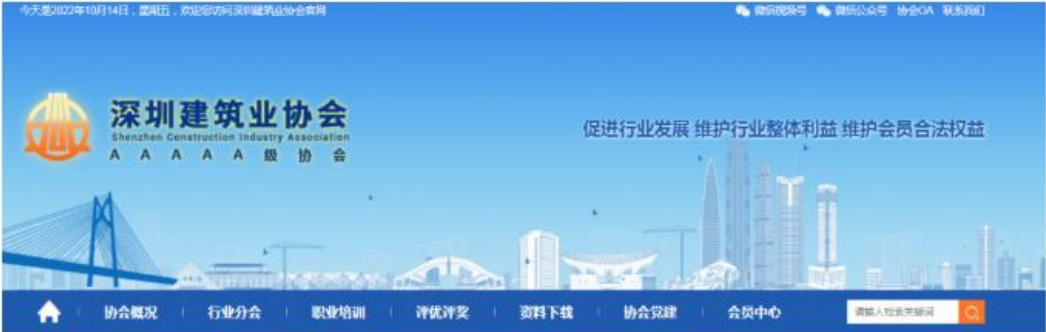 今天是2022年10月14日，星期五，欢迎您访问深圳建筑业协会官网
微信视频号 微信公众号 协会OA 联系我们
深圳建筑业协会
Shenzhen Construction Industry Association
AAAAA级协会
促进行业发展 维护行业整体利益 维护会员合法权益
协会概况 行业分会 职业培训 评优评奖 资料下载 协会党建 会员中心
请输入检索关键词